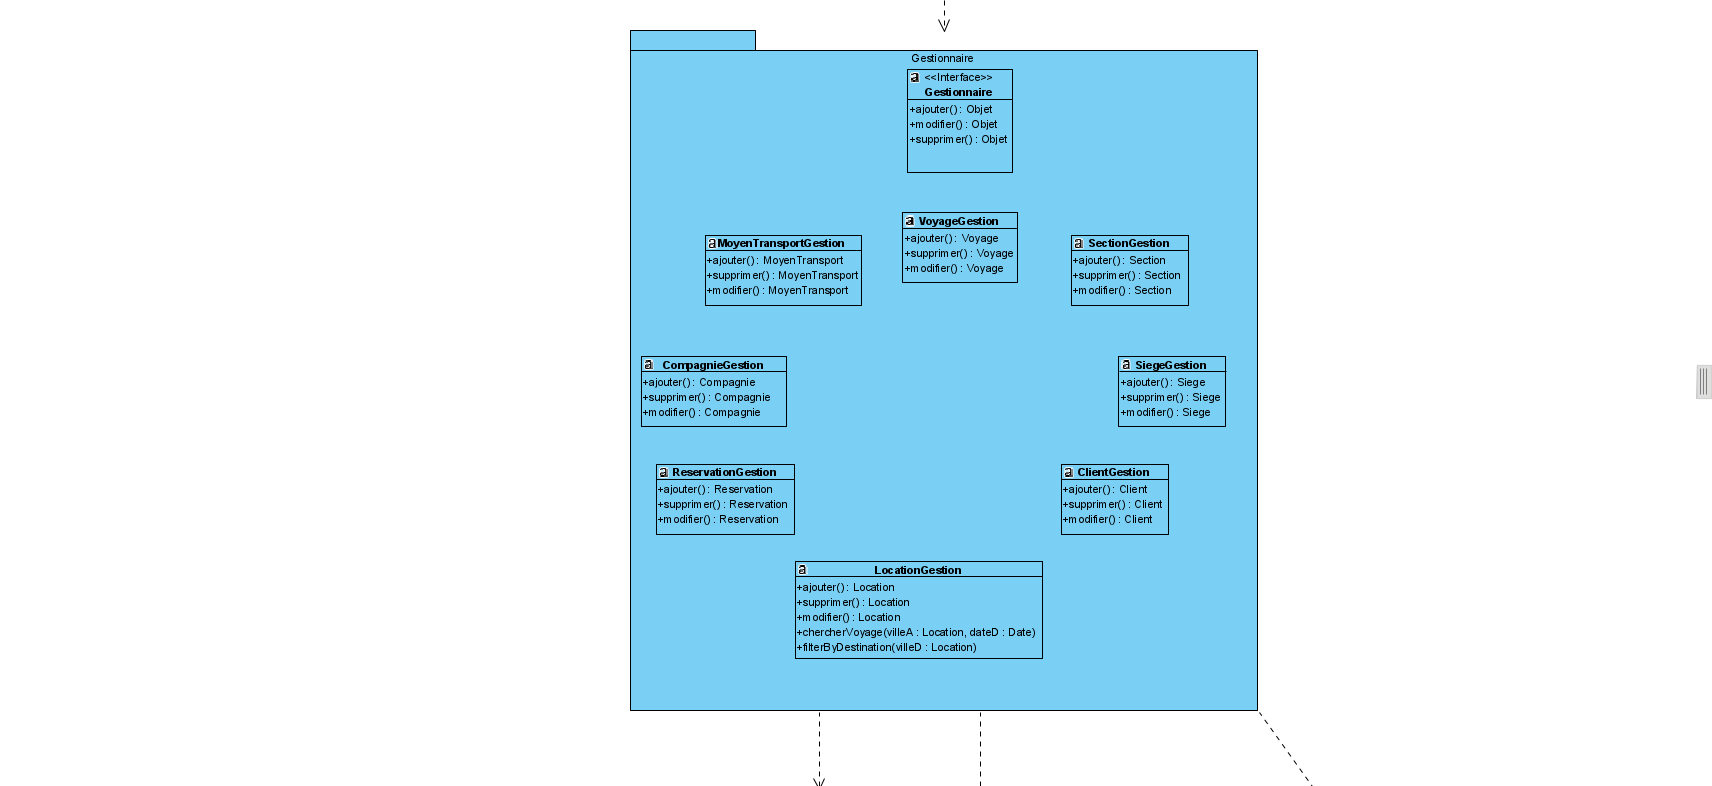 Gestionnaire
<<Interface>>
Gestionnaire
+ajouter() : Objet
+modifier() : Objet
+supprimer() : Objet
VoyageGestion
+ajouter() : Voyage
+supprimer() : Voyage
+modifier() : Voyage
MoyenTransportGestion
+ajouter() : MoyenTransport
+supprimer() : MoyenTransport
+modifier() : MoyenTransport
SectionGestion
+ajouter() : Section
+supprimer() : Section
+modifier() : Section
CompagnieGestion
+ajouter() : Compagnie
+supprimer() : Compagnie
+modifier() : Compagnie
SiegeGestion
+ajouter() : Siege
+supprimer() : Siege
+modifier() : Siege
ReservationGestion
+ajouter() : Reservation
+supprimer() : Reservation
+modifier() : Reservation
ClientGestion
+ajouter() : Client
+supprimer() : Client
+modifier() : Client
LocationGestion
+ajouter() : Location
+supprimer() : Location
+modifier() : Location
+chercherVoyage(villeA : Location, dateD : Date)
+filterByDestination(villeD : Location)